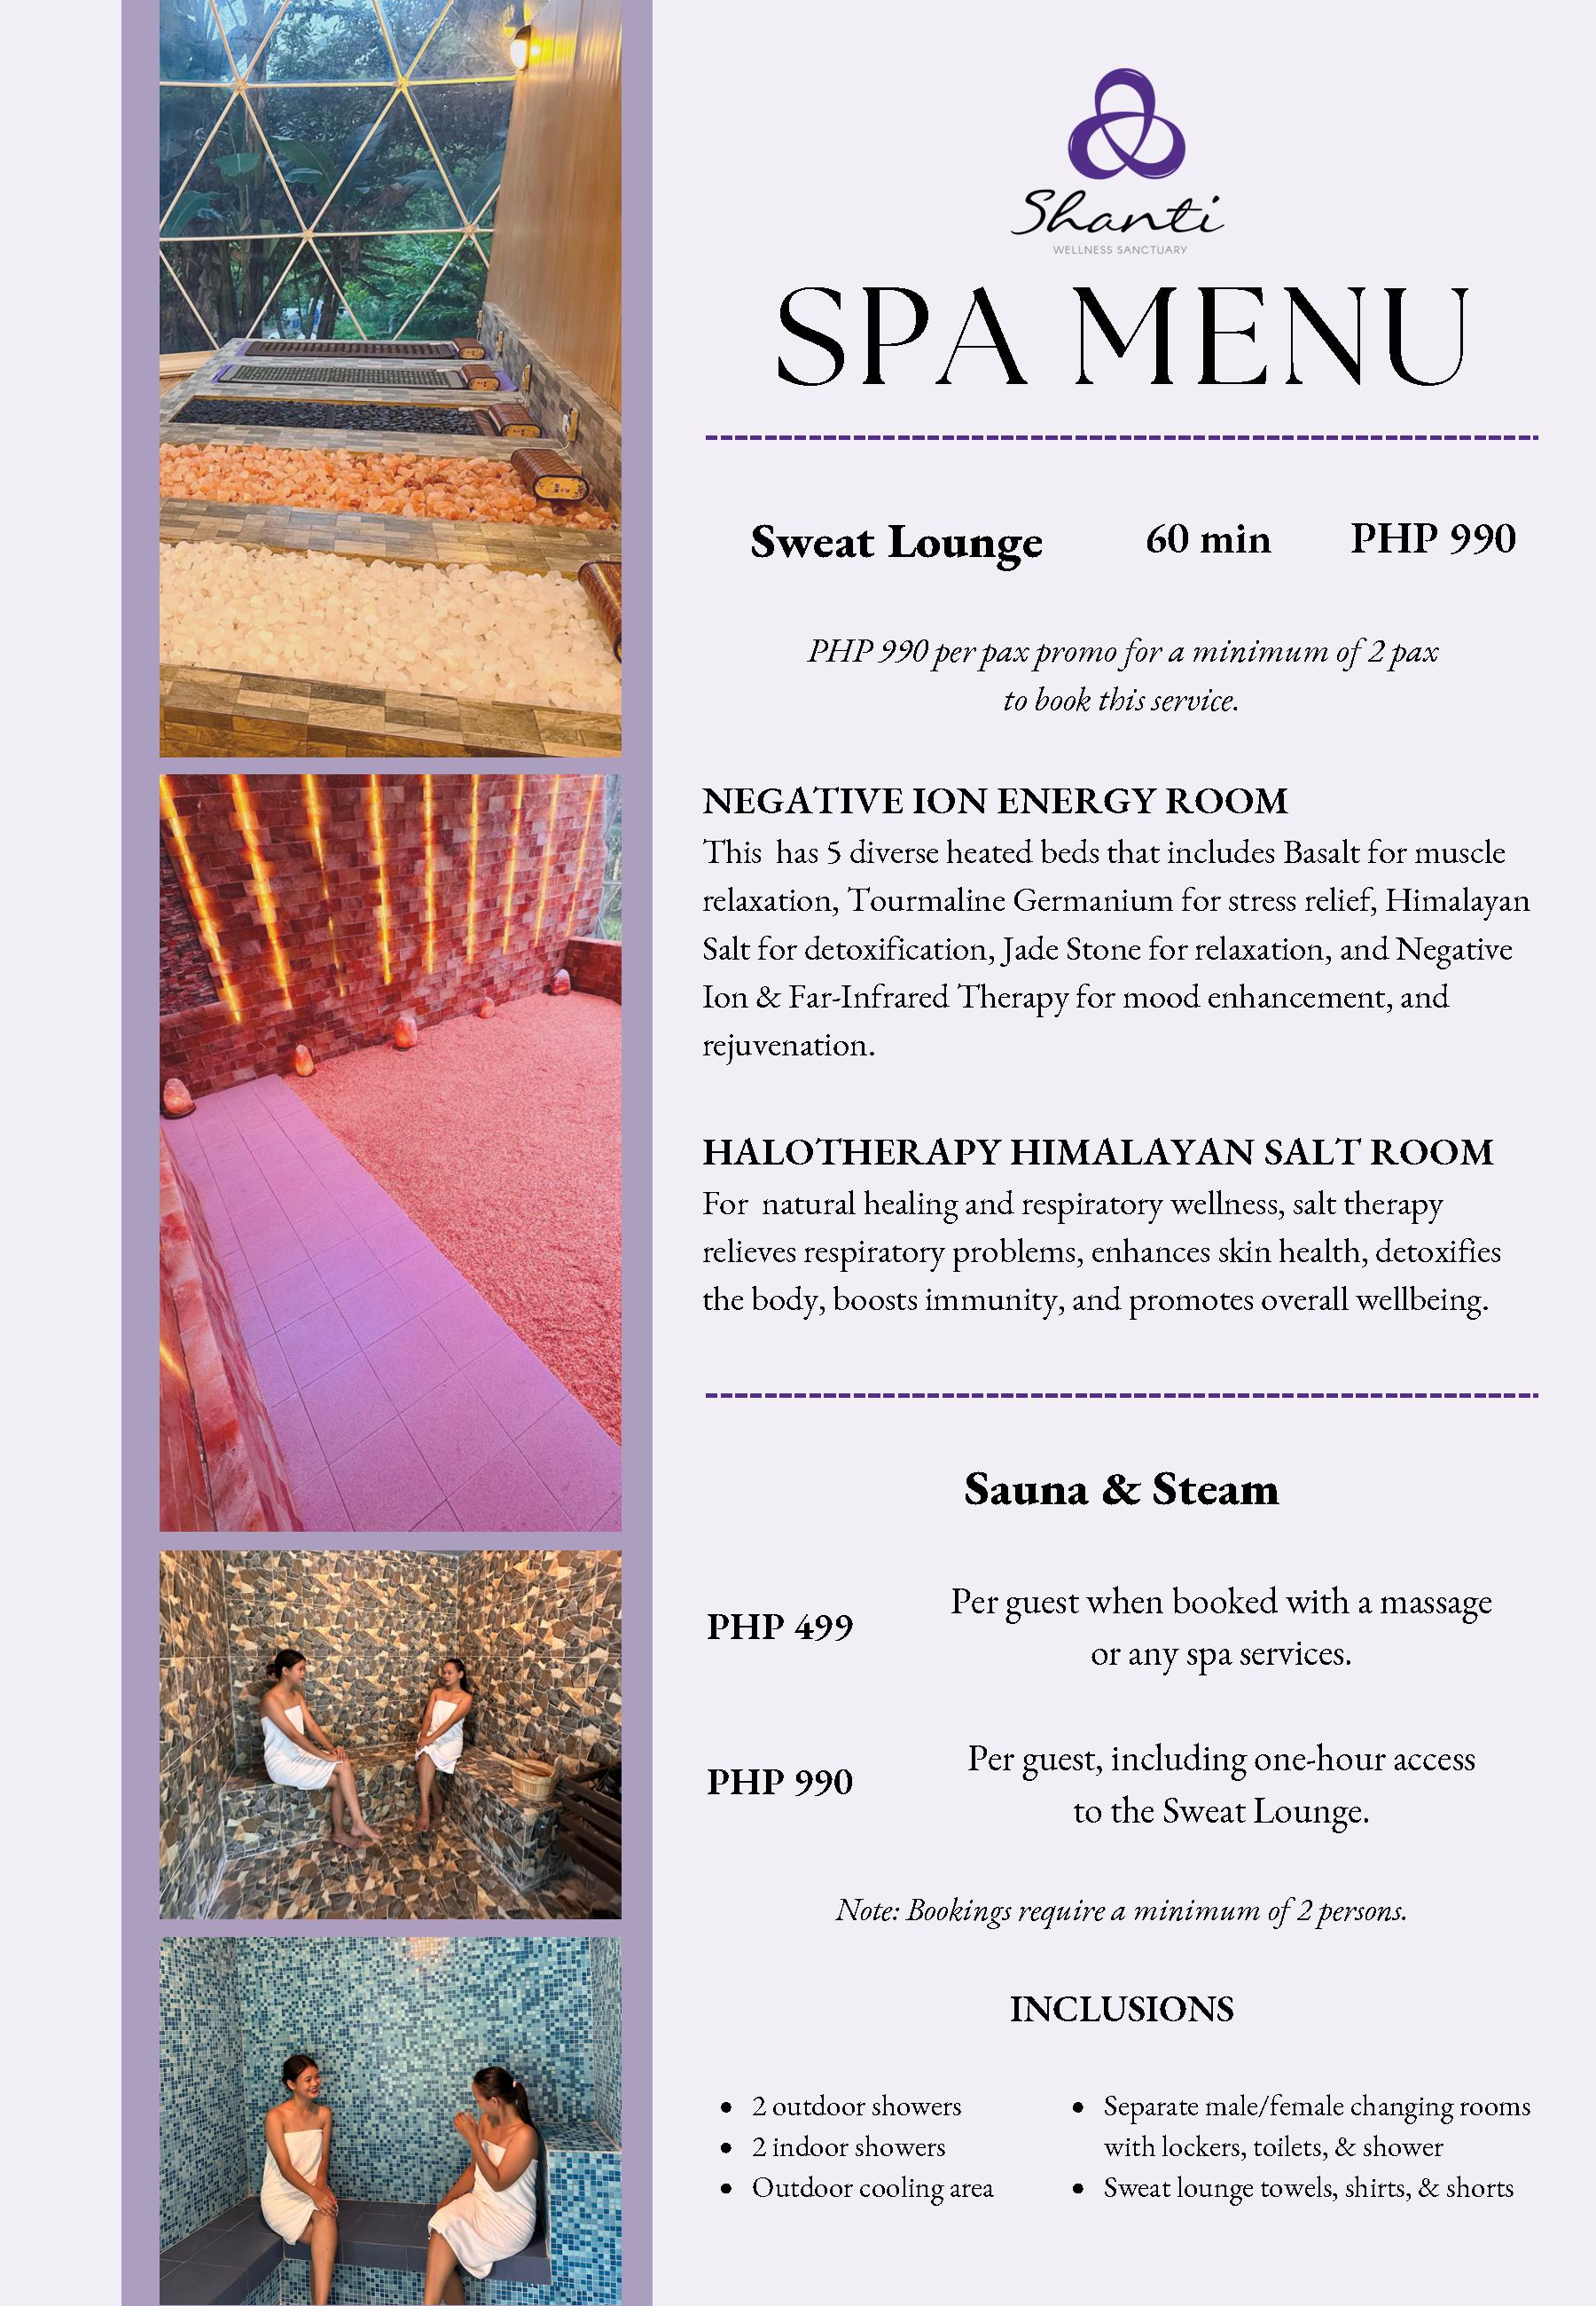 Shanti
WELLNESS SANCTUARY
SPA MENU
Sweat Lounge 60 min PHP 990
PHP 990 per pax promo for a minimum of 2 pax
to book this service.
NEGATIVE ION ENERGY ROOM
This has 5 diverse heated beds that includes Basalt for muscle
relaxation, Tourmaline Germanium for stress relief, Himalayan
Salt for detoxification, Jade Stone for relaxation, and Negative
Ion & Far-Infrared Therapy for mood enhancement, and
rejuvenation.
HALOTHERAPY HIMALAYAN SALT ROOM
For natural healing and respiratory wellness, salt therapy
relieves respiratory problems, enhances skin health, detoxifies
the body, boosts immunity, and promotes overall wellbeing.
Sauna & Steam
PHP 499
Per guest when booked with a massage
or any spa services.
PHP 990
Per guest, including one-hour access
to the Sweat Lounge.
Note: Bookings require a minimum of 2 persons.
INCLUSIONS
• 2 outdoor showers
• 2 indoor showers
• Outdoor cooling area
• Separate male/female changing rooms
with lockers, toilets, & shower
• Sweat lounge towels, shirts, & shorts